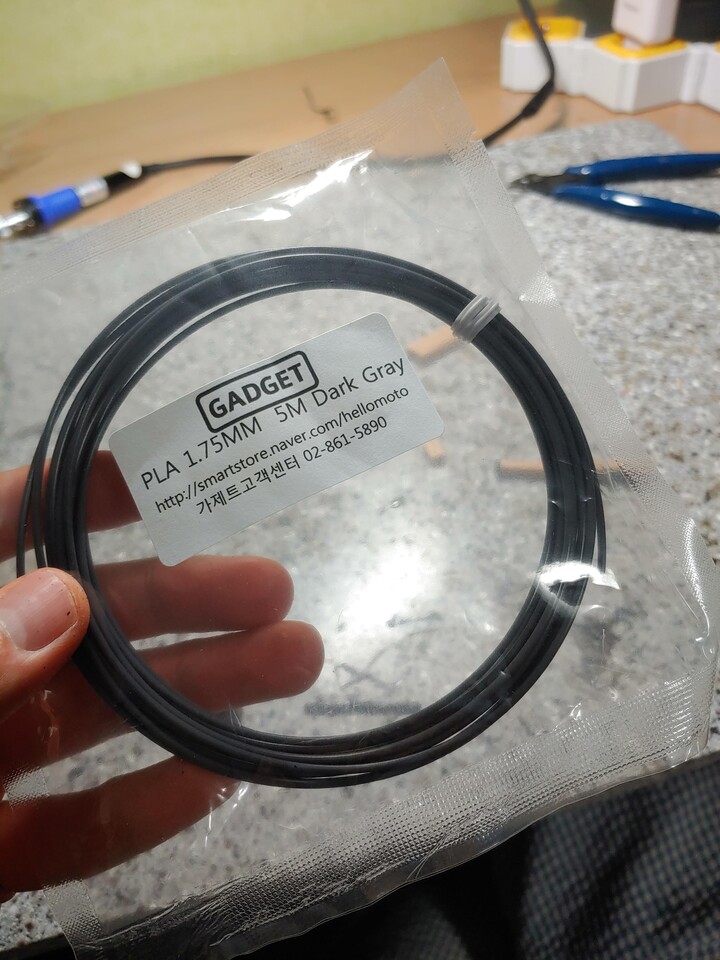 GADGET
PLA 1.75MM 5M Dark Gray
http://smartstore.naver.com/hellomoto
가제트고객센터 02-861-5890